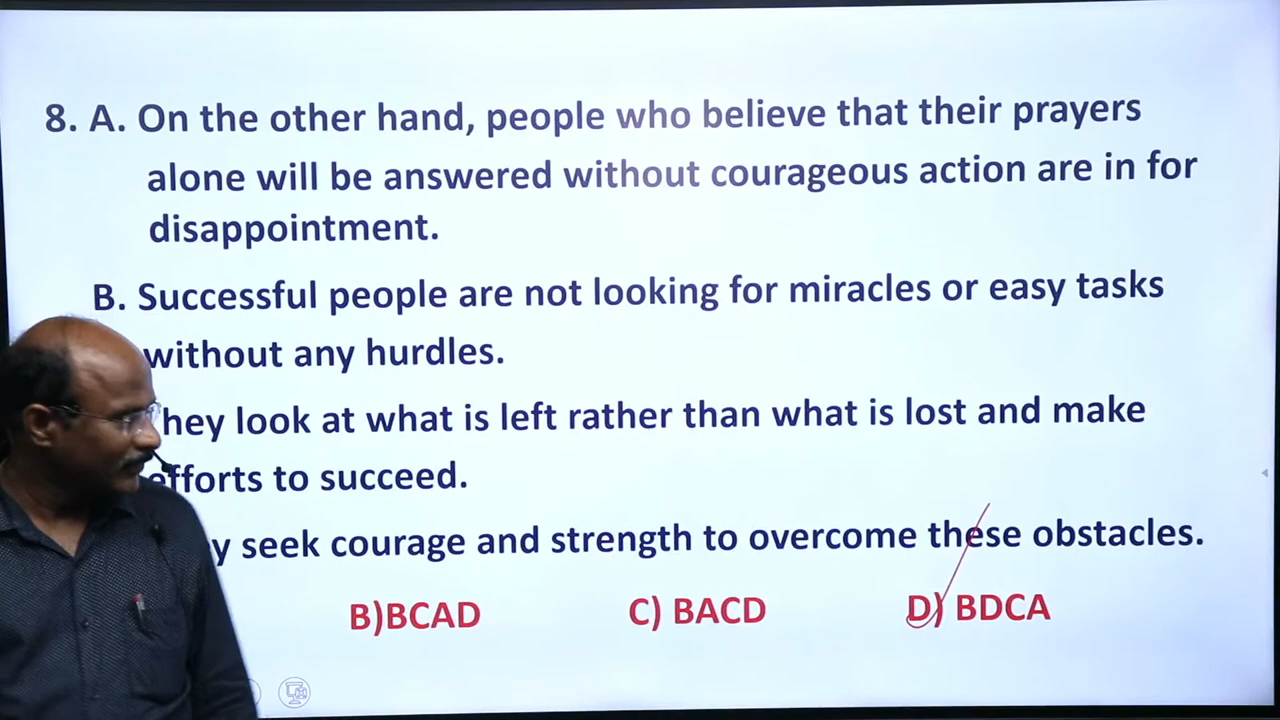 8. A. On the other hand, people who believe that their prayers
alone will be answered without courageous action are in for
disappointment.
B. Successful people are not looking for miracles or easy tasks
without any hurdles.
hey look at what is left rather than what is lost and make
efforts to succeed.
y seek courage and strength to overcome these obstacles.
B)BCAD C) BACD D) BDCA